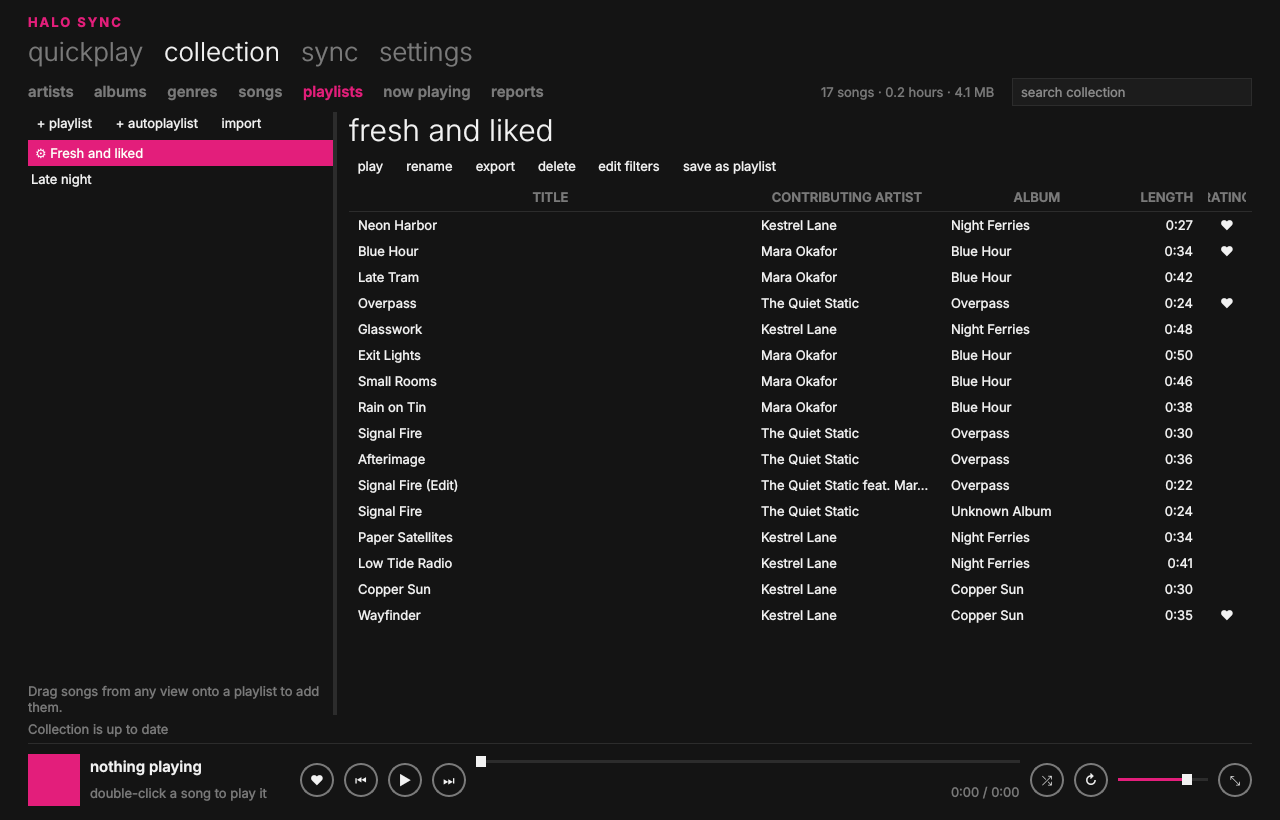 HALO SYNC
quickplay collection sync settings
artists albums genres songs playlists now playing reports
17 songs · 0.2 hours · 4.1 MB
search collection
+ playlist + autoplaylist import
Fresh and liked
Late night
Drag songs from any view onto a playlist to add
them.
Collection is up to date
fresh and liked
play rename export delete edit filters save as playlist
TITLE CONTRIBUTING ARTIST ALBUM LENGTH RATING
Neon Harbor Kestrel Lane Night Ferries 0:27
Blue Hour Mara Okafor Blue Hour 0:34
Late Tram Mara Okafor Blue Hour 0:42
Overpass The Quiet Static Overpass 0:24
Glasswork Kestrel Lane Night Ferries 0:48
Exit Lights Mara Okafor Blue Hour 0:50
Small Rooms Mara Okafor Blue Hour 0:46
Rain on Tin Mara Okafor Blue Hour 0:38
Signal Fire The Quiet Static Overpass 0:30
Afterimage The Quiet Static Overpass 0:36
Signal Fire (Edit) The Quiet Static feat. Mar... Overpass 0:22
Signal Fire The Quiet Static Unknown Album 0:24
Paper Satellites Kestrel Lane Night Ferries 0:34
Low Tide Radio Kestrel Lane Night Ferries 0:41
Copper Sun Kestrel Lane Copper Sun 0:30
Wayfinder Kestrel Lane Copper Sun 0:35
nothing playing
double-click a song to play it
0:00 / 0:00